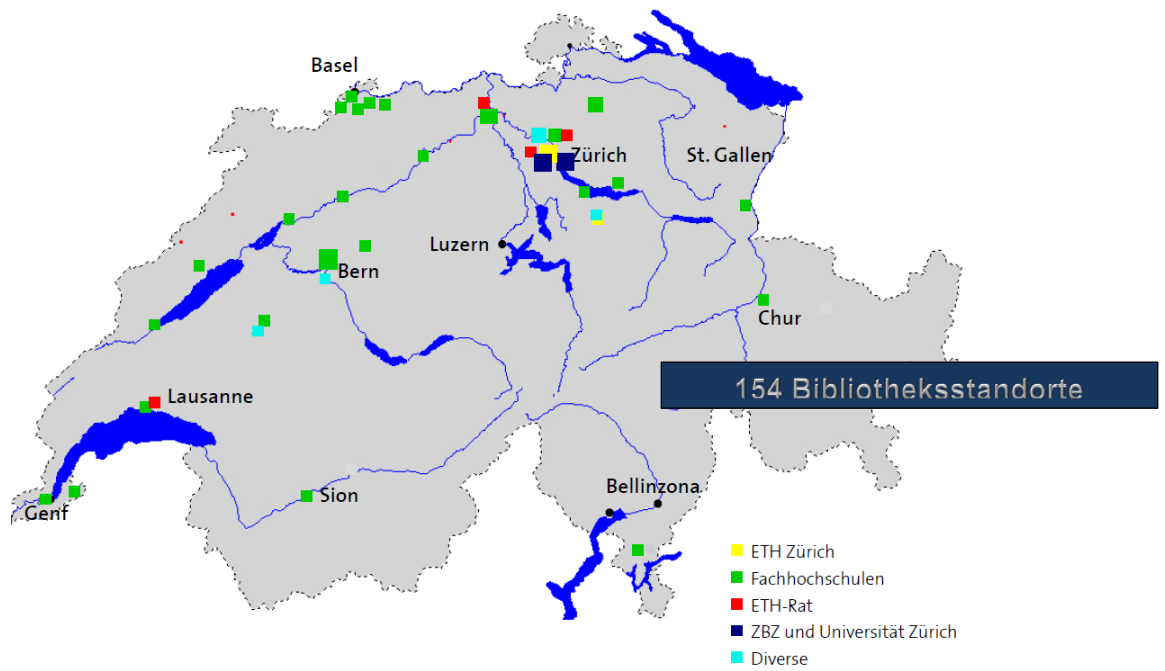 Basel
Zürich
St. Gallen
Luzern
Bern
Chur
154 Bibliotheksstandorte
Lausanne
Bellinzona
Sion
Genf
ETH Zürich
Fachhochschulen
ETH-Rat
ZBZ und Universität Zürich
Diverse